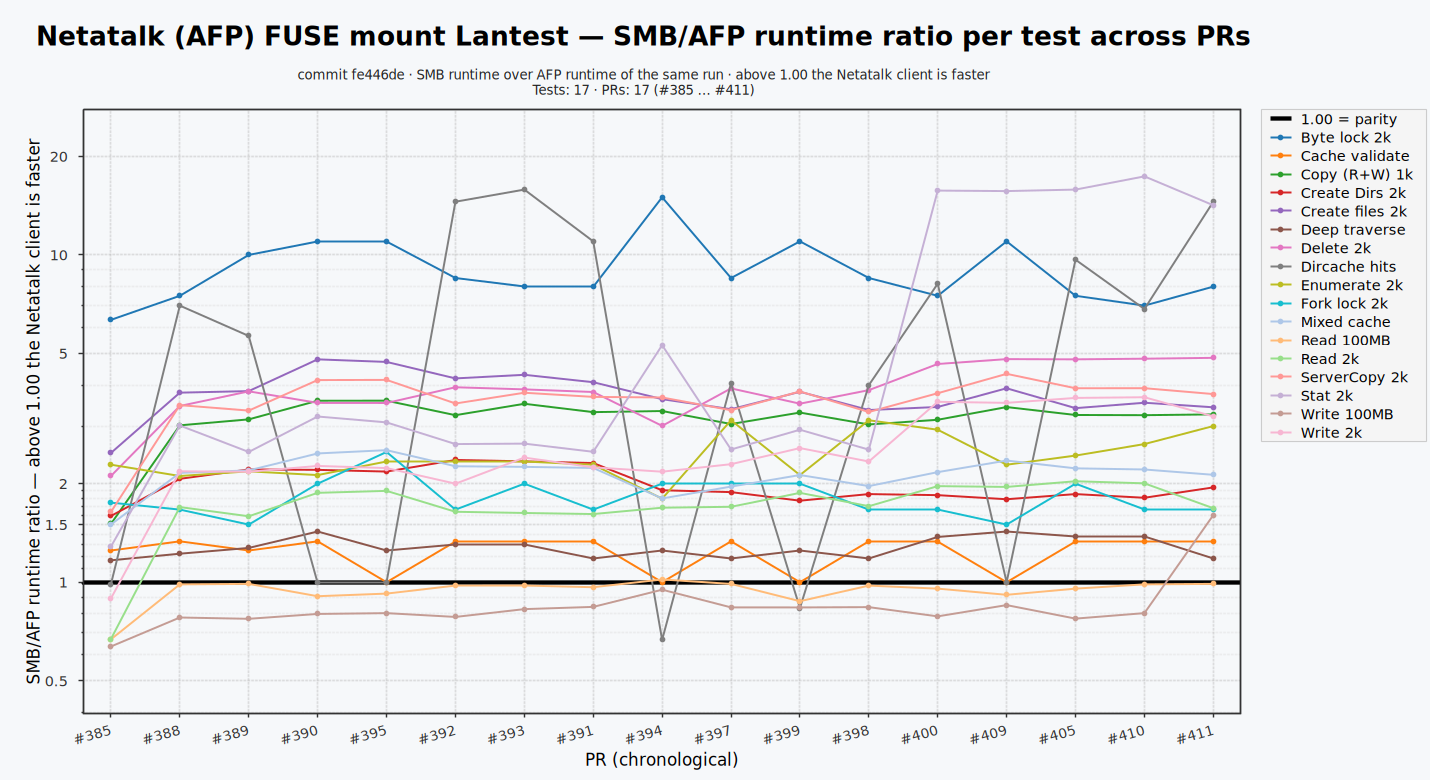 Netatalk (AFP) FUSE mount Lantest — SMB/AFP runtime ratio per test across PRs
commit fe446de · SMB runtime over AFP runtime of the same run · above 1.00 the Netatalk client is faster
Tests: 17 · PRs: 17 (#385 … #411)
SMB/AFP runtime ratio — above 1.00 the Netatalk client is faster
20
10
5
2
1.5
1
0.5
#385
#388
#389
#390
#395
#392
#393
#391
#394
#397
#399
#398
#400
#409
#405
#410
#411
PR (chronological)
1.00 = parity
Byte lock 2k
Cache validate
Copy (R+W) 1k
Create Dirs 2k
Create files 2k
Deep traverse
Delete 2k
Dircache hits
Enumerate 2k
Fork lock 2k
Mixed cache
Read 100MB
Read 2k
ServerCopy 2k
Stat 2k
Write 100MB
Write 2k